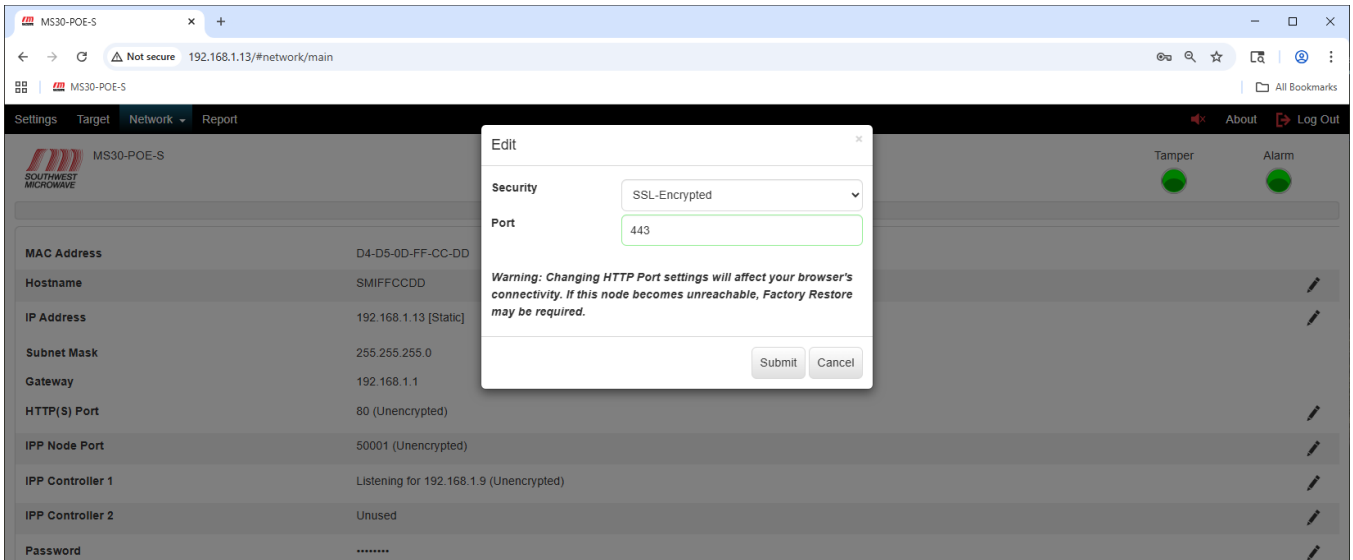 MS30-POE-S
Not secure 192.168.1.13/#network/main
MS30-POE-S
All Bookmarks
Settings Target Network Report About Log Out
SOUTHWEST
MICROWAVE
MS30-POE-S
Tamper Alarm
Edit
Security SSL-Encrypted
Port 443
Warning: Changing HTTP Port settings will affect your browser's
connectivity. If this node becomes unreachable, Factory Restore
may be required.
Submit Cancel
MAC Address D4-D5-0D-FF-CC-DD
Hostname SMIFFCCDD
IP Address 192.168.1.13 [Static]
Subnet Mask 255.255.255.0
Gateway 192.168.1.1
HTTP(S) Port 80 (Unencrypted)
IPP Node Port 50001 (Unencrypted)
IPP Controller 1 Listening for 192.168.1.9 (Unencrypted)
IPP Controller 2 Unused
Password ••••••••